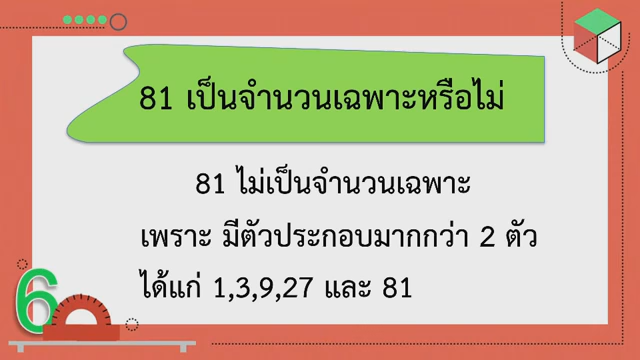 81 เป็นจำนวนเฉพาะหรือไม่
81 ไม่เป็นจำนวนเฉพาะ
เพราะ มีตัวประกอบมากกว่า 2 ตัว
ได้แก่ 1,3,9,27 และ 81
6